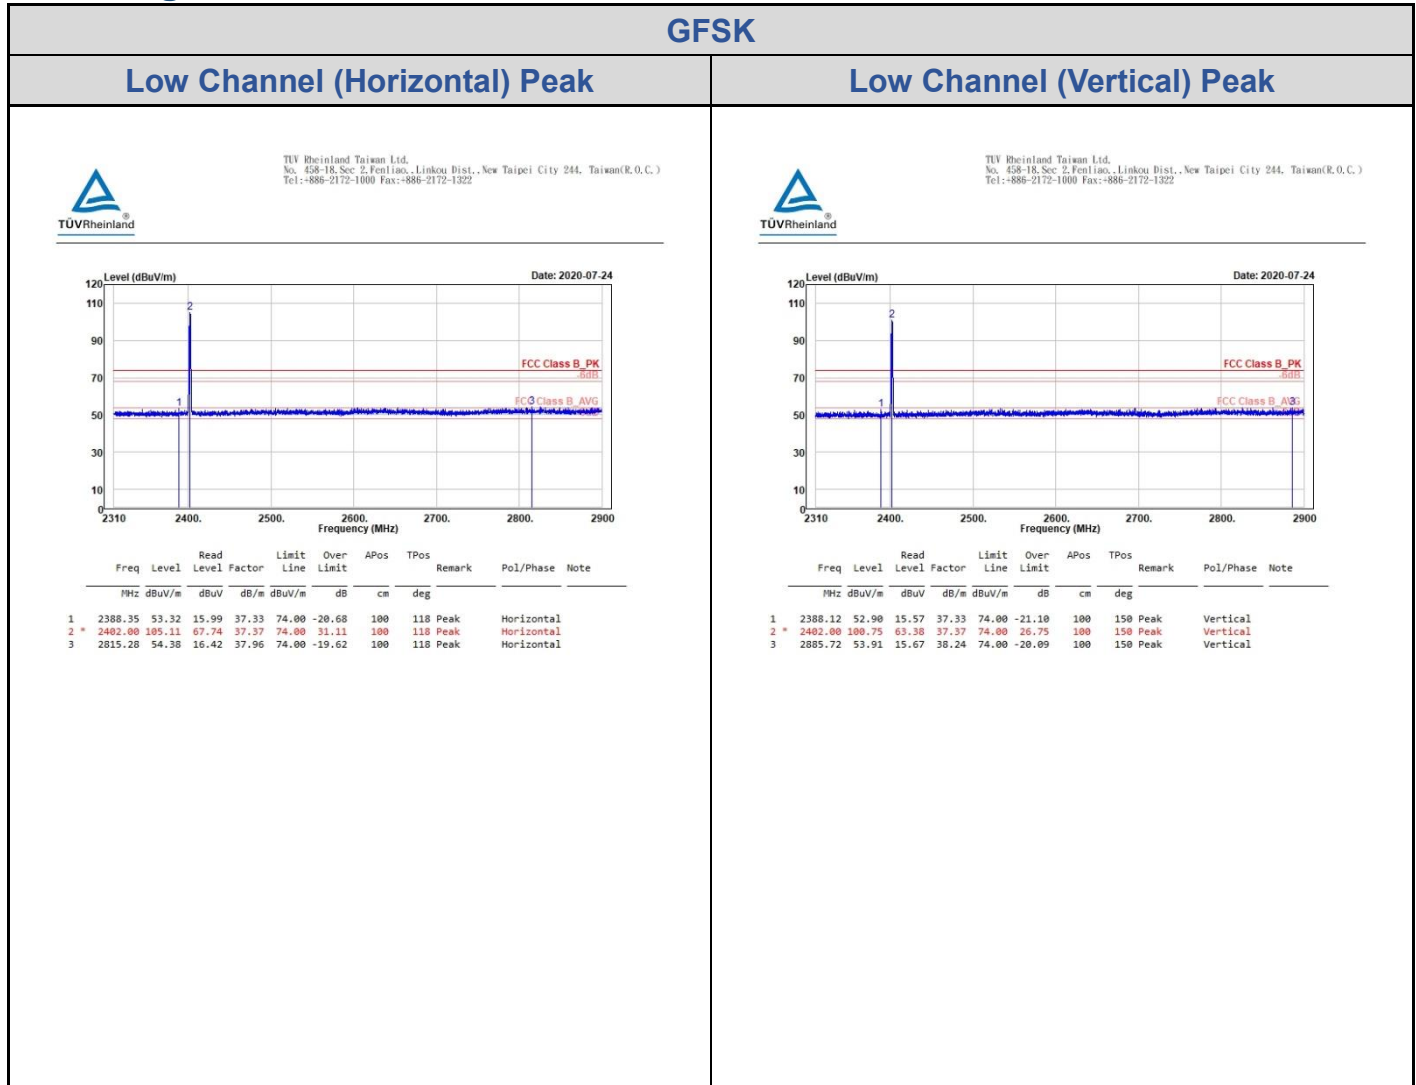 GFSK
Low Channel (Horizontal) Peak
TUV Rheinland Taiwan Ltd.
No. 458-18.Sec 2.Fenliao..Linkou Dist..New Taipei City 244. Taiwan(R.O.C.)
Tel:+886-2172-1000 Fax:+886-2172-1322
TÜVRheinland®
Level (dBuV/m) Date: 2020-07-24
120
110
90
70
50
30
10
0
2
1
3
FCC Class B_PK
-6dB
FCC Class B_AVG
2310 2400. 2500. 2600. 2700. 2800. 2900
Frequency (MHz)
Read Limit Over APos TPos
Freq Level Level Factor Line Limit Remark Pol/Phase Note
MHz dBuV/m dBuV dB/m dBuV/m dB cm deg
1 2388.35 53.32 15.99 37.33 74.00 -20.68 100 118 Peak Horizontal
2 * 2402.00 105.11 67.74 37.37 74.00 31.11 100 118 Peak Horizontal
3 2815.28 54.38 16.42 37.96 74.00 -19.62 100 118 Peak Horizontal
Low Channel (Vertical) Peak
TUV Rheinland Taiwan Ltd.
No. 458-18.Sec 2.Fenliao..Linkou Dist..New Taipei City 244. Taiwan(R.O.C.)
Tel:+886-2172-1000 Fax:+886-2172-1322
TÜVRheinland®
Level (dBuV/m) Date: 2020-07-24
120
110
90
70
50
30
10
0
2
1
3
FCC Class B_PK
-6dB
FCC Class B_AVG
2310 2400. 2500. 2600. 2700. 2800. 2900
Frequency (MHz)
Read Limit Over APos TPos
Freq Level Level Factor Line Limit Remark Pol/Phase Note
MHz dBuV/m dBuV dB/m dBuV/m dB cm deg
1 2388.12 52.90 15.57 37.33 74.00 -21.10 100 150 Peak Vertical
2 * 2402.00 100.75 63.38 37.37 74.00 26.75 100 150 Peak Vertical
3 2885.72 53.91 15.67 38.24 74.00 -20.09 100 150 Peak Vertical